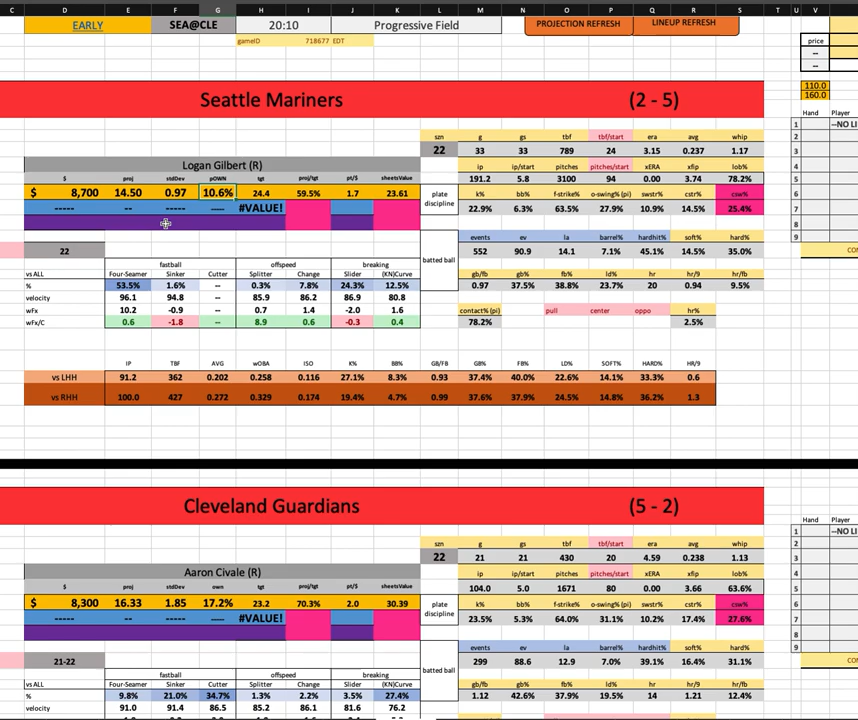 C D E F G H I J K L M N O P Q R S T U V
EARLY SEA@CLE 20:10 Progressive Field PROJECTION REFRESH LINEUP REFRESH
gameID 718677 EDT price
--
--
Seattle Mariners (2 - 5) 110.0
160.0
Hand Player
1 --NO LI
szn g gs tbf tbf/start era avg whip 2
22 33 33 789 24 3.15 0.237 1.17 3
Logan Gilbert (R) ip ip/start pitches pitches/start xERA xfip lob% 4
$ proj stdDev pOWN tgt proj/tgt pt/$ sheetsValue 191.2 5.8 3100 94 0.00 3.74 78.2% 5
$ 8,700 14.50 0.97 10.6% 24.4 59.5% 1.7 23.61 plate discipline k% bb% f-strike% o-swing% (pi) swstr% cstr% csw% 6
----- -- ----- ---- #VALUE! 22.9% 6.3% 63.5% 27.9% 10.9% 14.5% 25.4% 7
8
events ev la barrel% hardhit% soft% hard% 9
22 552 90.9 14.1 7.1% 45.1% 14.5% 35.0% CON
fastball offspeed breaking batted ball
vs ALL Four-Seamer Sinker Cutter Splitter Change Slider (KN)Curve gb/fb gb% fb% ld% hr hr/9 hr/fb
% 53.5% 1.6% -- 0.3% 7.8% 24.3% 12.5% 0.97 37.5% 38.8% 23.7% 20 0.94 9.5%
velocity 96.1 94.8 -- 85.9 86.2 86.9 80.8
wFx 10.2 -0.9 -- 0.7 1.4 -2.0 1.6 contact% (pi) pull center oppo hr%
wFx/C 0.6 -1.8 -- 8.9 0.6 -0.3 0.4 78.2% 2.5%
IP TBF AVG wOBA ISO K% BB% GB/FB GB% FB% LD% SOFT% HARD% HR/9
vs LHH 91.2 362 0.202 0.258 0.116 27.1% 8.3% 0.93 37.4% 40.0% 22.6% 14.1% 33.3% 0.6
vs RHH 100.0 427 0.272 0.329 0.174 19.4% 4.7% 0.99 37.6% 37.9% 24.5% 14.8% 36.2% 1.3
Cleveland Guardians (5 - 2)
Hand Player
1 --NO LI
szn g gs tbf tbf/start era avg whip 2
22 21 21 430 20 4.59 0.238 1.13 3
Aaron Civale (R) ip ip/start pitches pitches/start xERA xfip lob% 4
$ proj stdDev own tgt proj/tgt pt/$ sheetsValue 104.0 5.0 1671 80 0.00 3.66 63.6% 5
$ 8,300 16.33 1.85 17.2% 23.2 70.3% 2.0 30.39 plate discipline k% bb% f-strike% o-swing% (pi) swstr% cstr% csw% 6
----- -- ----- ---- #VALUE! 23.5% 5.3% 64.0% 31.1% 10.2% 17.4% 27.6% 7
8
events ev la barrel% hardhit% soft% hard% 9
21-22 299 88.6 12.9 7.0% 39.1% 16.4% 31.1% CON
fastball offspeed breaking batted ball
vs ALL Four-Seamer Sinker Cutter Splitter Change Slider (KN)Curve gb/fb gb% fb% ld% hr hr/9 hr/fb
% 9.8% 21.0% 34.7% 1.3% 2.2% 3.5% 27.4% 1.12 42.6% 37.9% 19.5% 14 1.21 12.4%
velocity 91.6 91.4 86.5 85.2 86.1 81.6 76.2